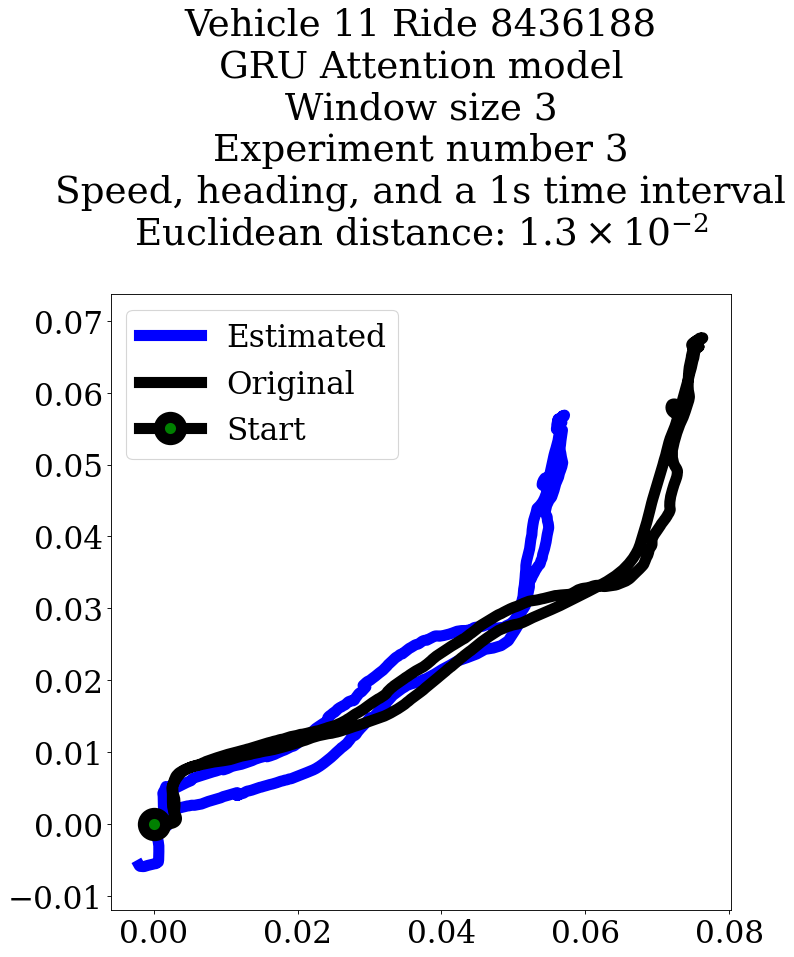 Vehicle 11 Ride 8436188
GRU Attention model
Window size 3
Experiment number 3
Speed, heading, and a 1s time interval
Euclidean distance: 1.3 × 10⁻²
Estimated
Original
Start
0.07
0.06
0.05
0.04
0.03
0.02
0.01
0.00
−0.01
0.00 0.02 0.04 0.06 0.08